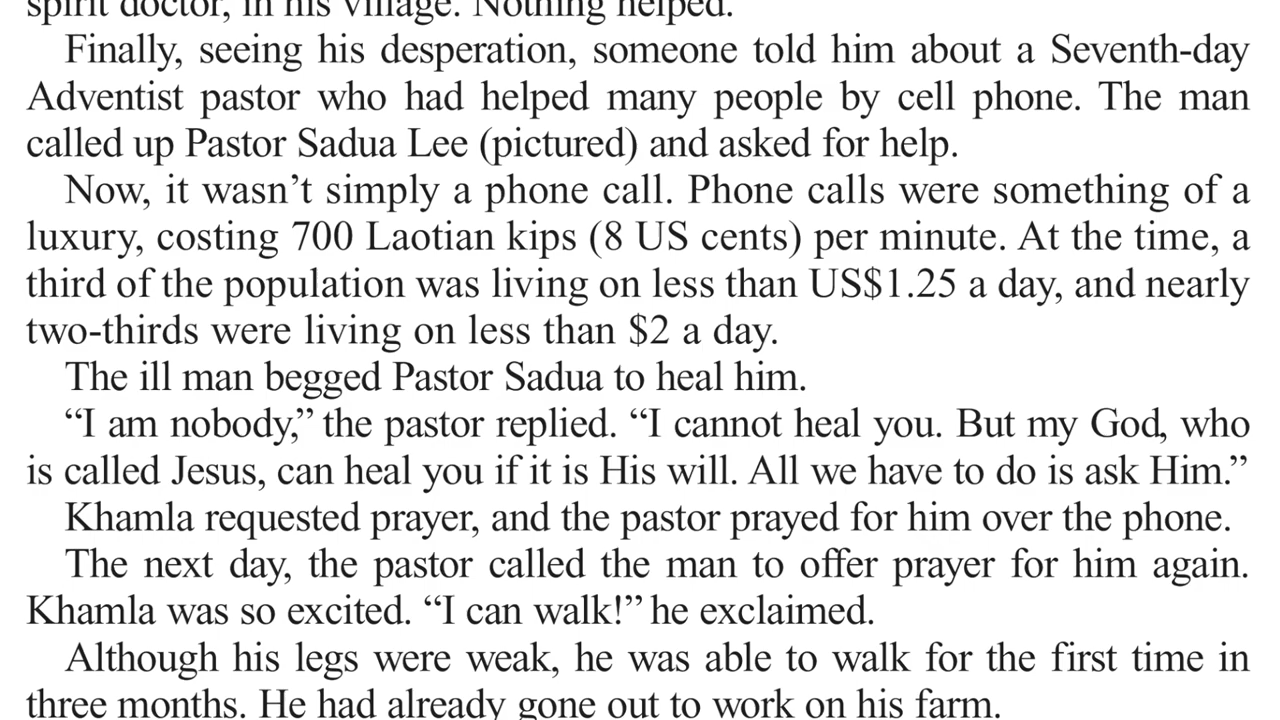 spirit doctor, in his village. Nothing helped.
Finally, seeing his desperation, someone told him about a Seventh-day
Adventist pastor who had helped many people by cell phone. The man
called up Pastor Sadua Lee (pictured) and asked for help.
Now, it wasn’t simply a phone call. Phone calls were something of a
luxury, costing 700 Laotian kips (8 US cents) per minute. At the time, a
third of the population was living on less than US$1.25 a day, and nearly
two-thirds were living on less than $2 a day.
The ill man begged Pastor Sadua to heal him.
“I am nobody,” the pastor replied. “I cannot heal you. But my God, who
is called Jesus, can heal you if it is His will. All we have to do is ask Him.”
Khamla requested prayer, and the pastor prayed for him over the phone.
The next day, the pastor called the man to offer prayer for him again.
Khamla was so excited. “I can walk!” he exclaimed.
Although his legs were weak, he was able to walk for the first time in
three months. He had already gone out to work on his farm.